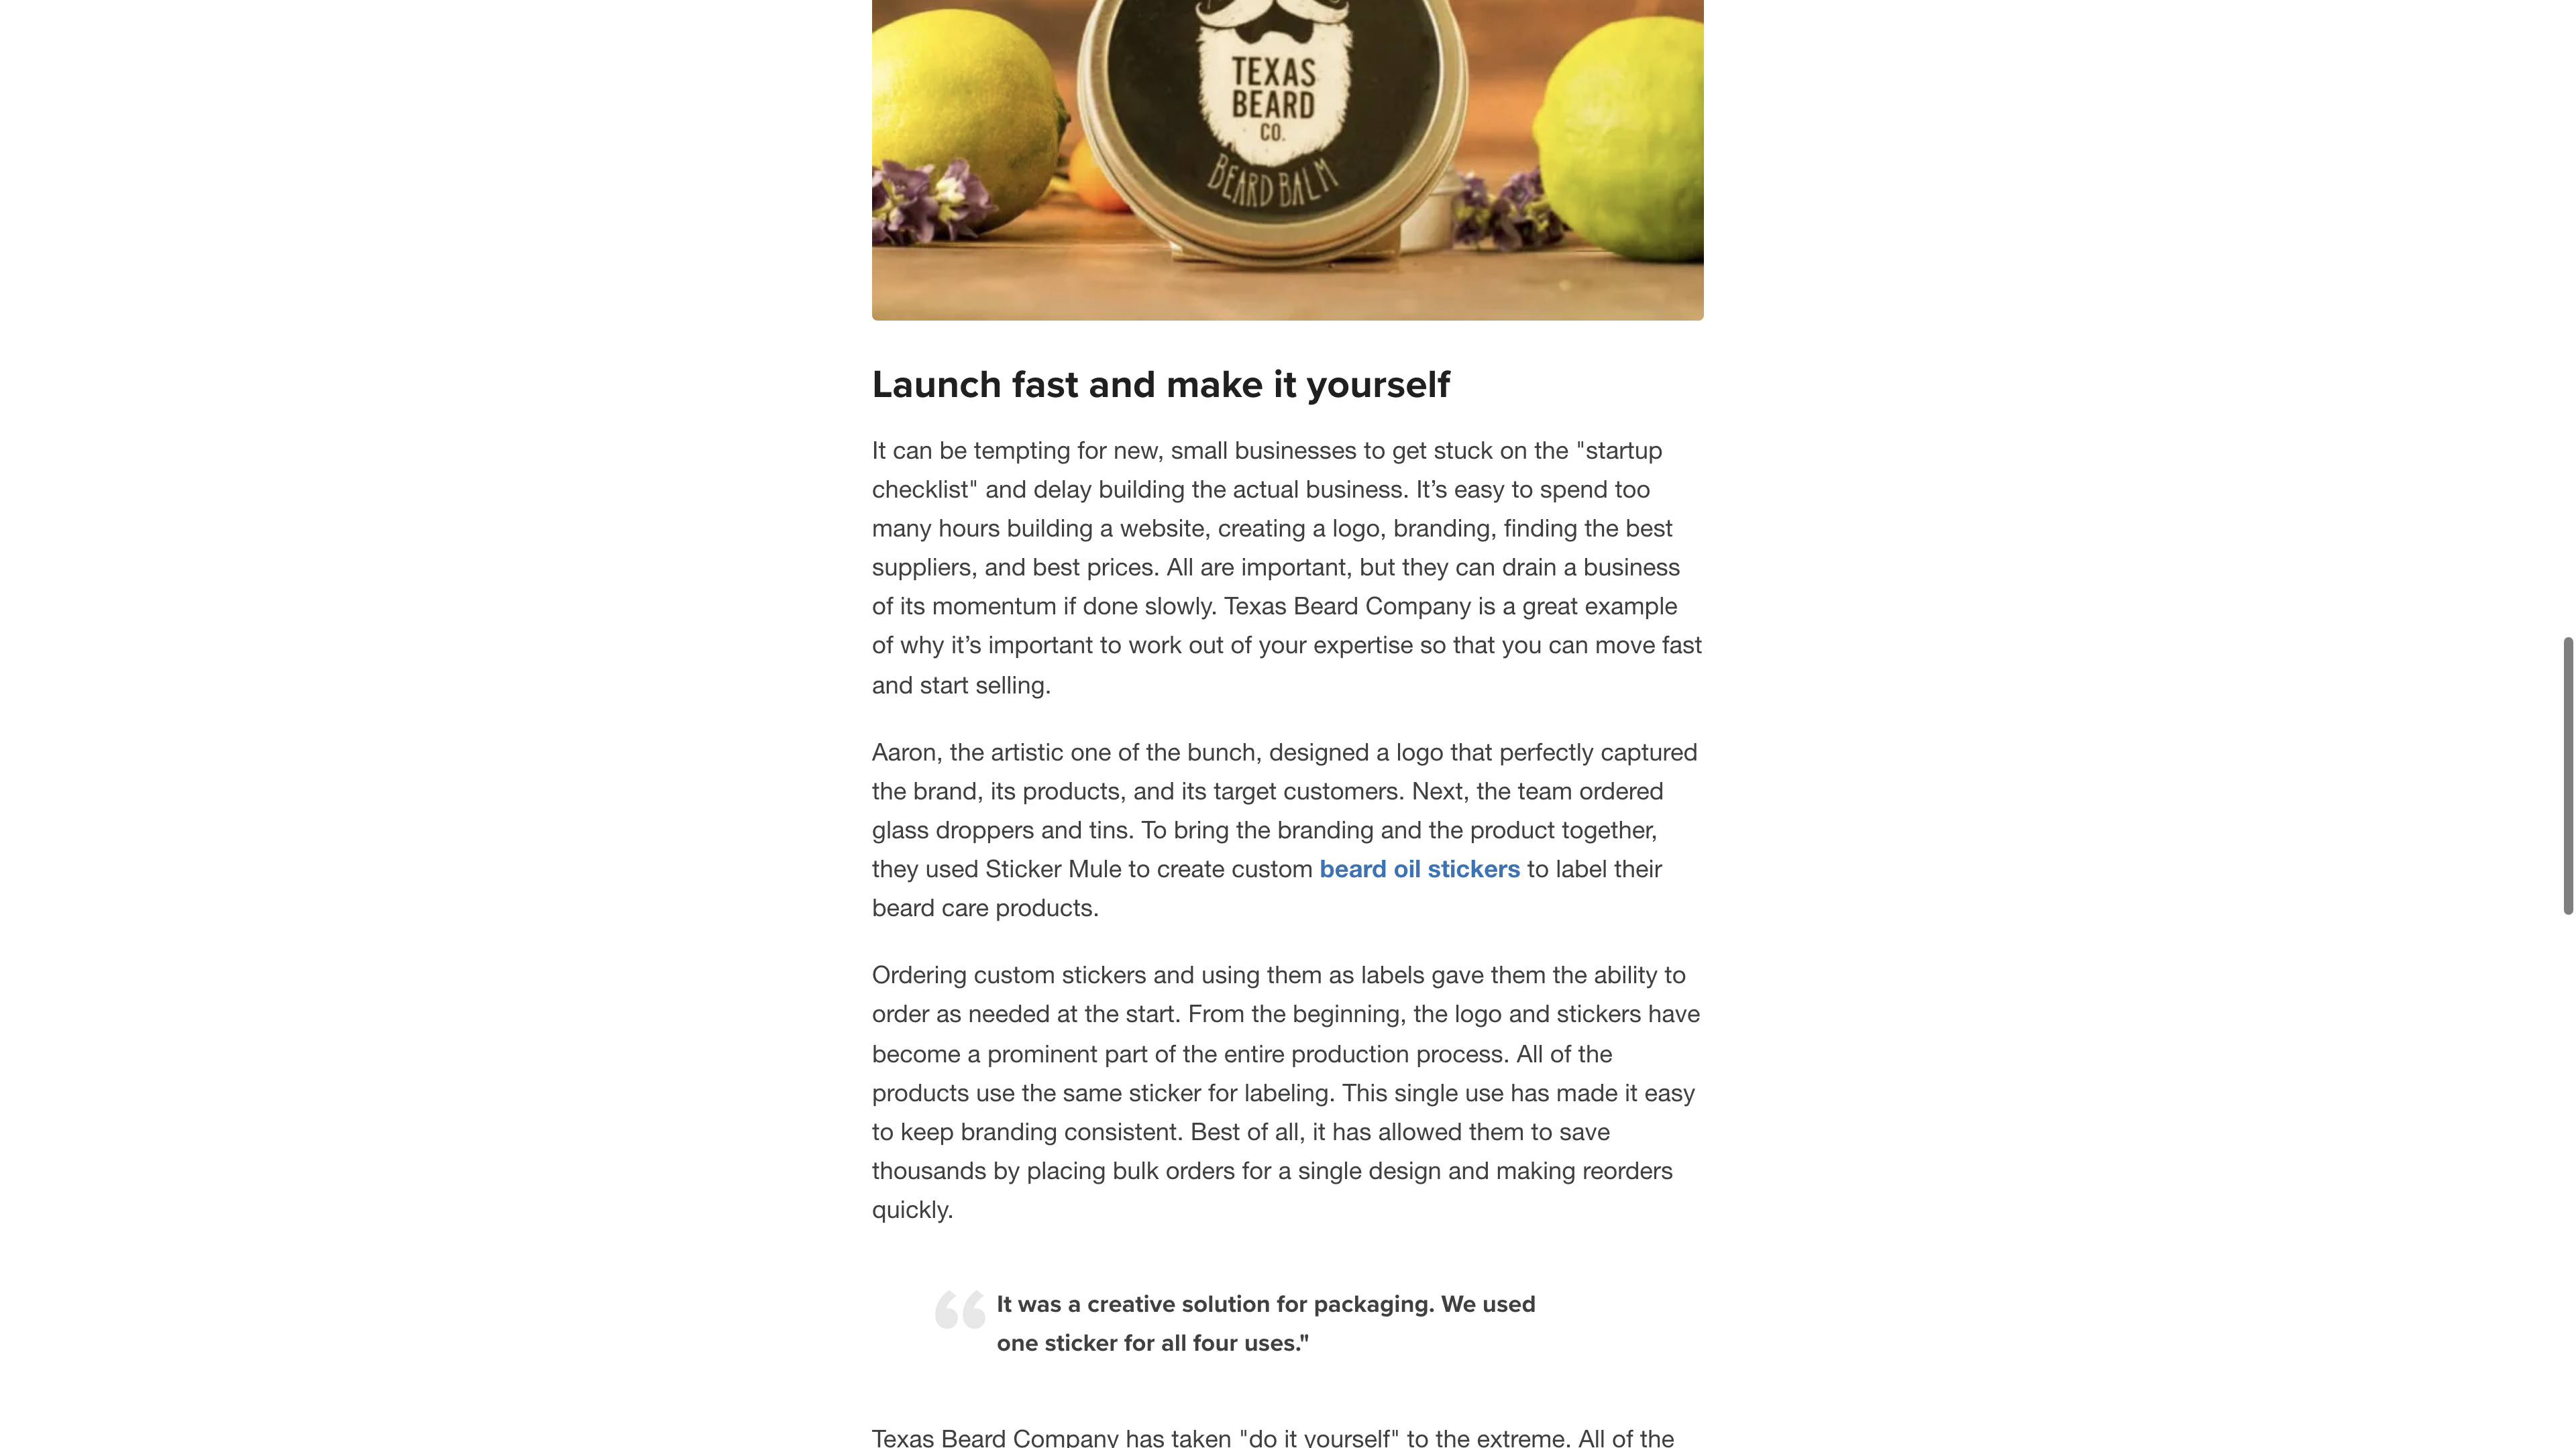 TEXAS
BEARD
CO.
BEARD BALM
Launch fast and make it yourself
It can be tempting for new, small businesses to get stuck on the "startup
checklist" and delay building the actual business. It’s easy to spend too
many hours building a website, creating a logo, branding, finding the best
suppliers, and best prices. All are important, but they can drain a business
of its momentum if done slowly. Texas Beard Company is a great example
of why it’s important to work out of your expertise so that you can move fast
and start selling.
Aaron, the artistic one of the bunch, designed a logo that perfectly captured
the brand, its products, and its target customers. Next, the team ordered
glass droppers and tins. To bring the branding and the product together,
they used Sticker Mule to create custom beard oil stickers to label their
beard care products.
Ordering custom stickers and using them as labels gave them the ability to
order as needed at the start. From the beginning, the logo and stickers have
become a prominent part of the entire production process. All of the
products use the same sticker for labeling. This single use has made it easy
to keep branding consistent. Best of all, it has allowed them to save
thousands by placing bulk orders for a single design and making reorders
quickly.
“ It was a creative solution for packaging. We used
one sticker for all four uses."
Texas Beard Company has taken "do it yourself" to the extreme. All of the